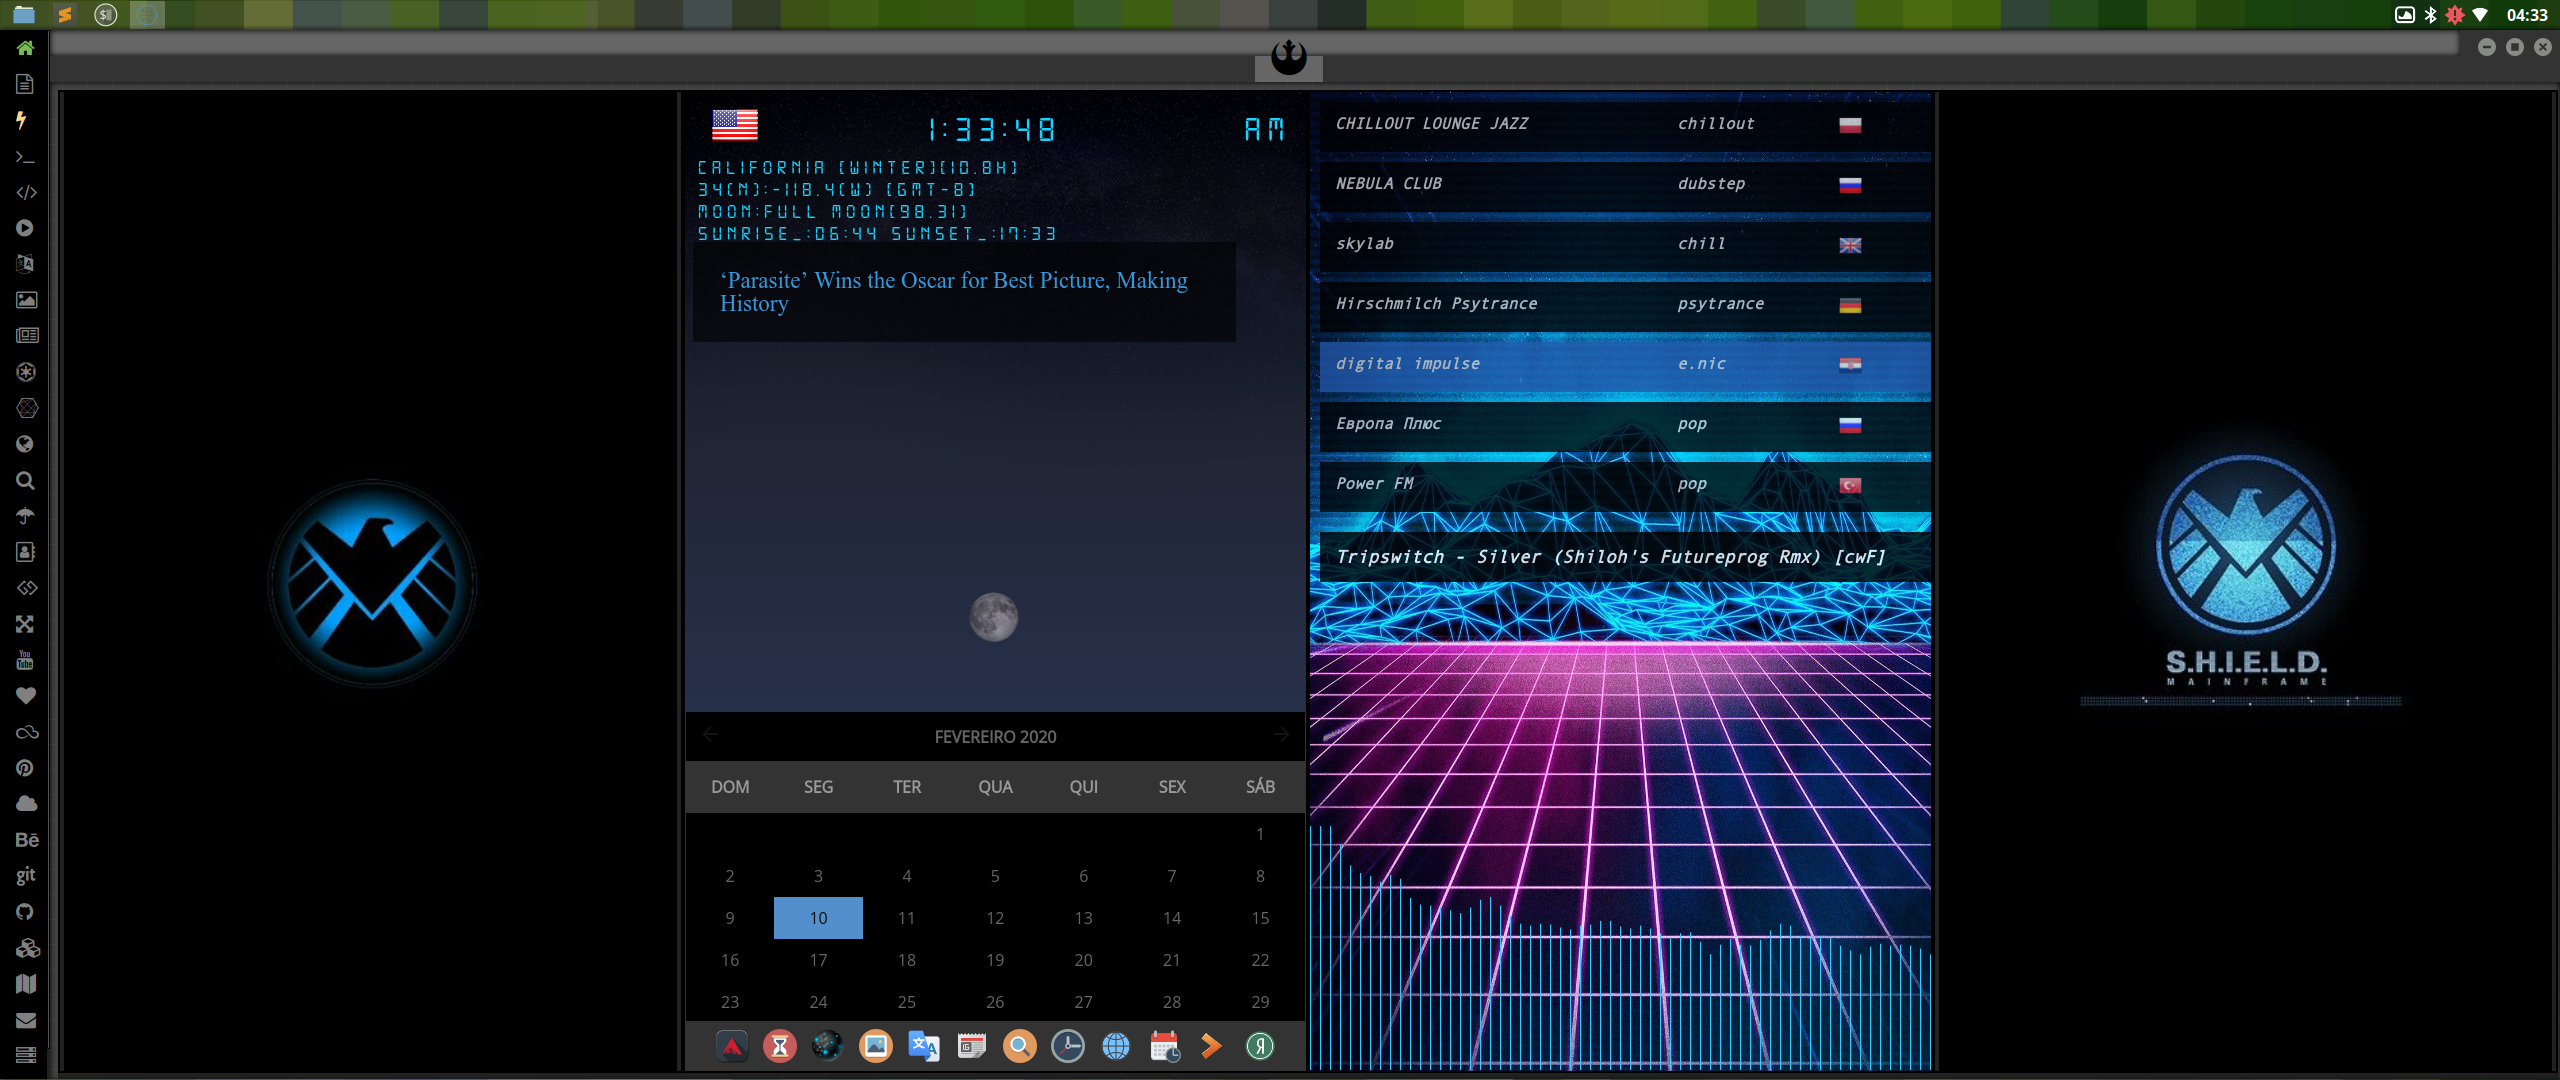 04:33
1:33:48 AM
CALIFORNIA [WINTER][10.8H]
34[N]:-118.4[W] [GMT-8]
MOON:FULL MOON[98.31]
SUNRISE_:06:44 SUNSET_:17:33
‘Parasite’ Wins the Oscar for Best Picture, Making
History
FEVEREIRO 2020
DOM SEG TER QUA QUI SEX SÁB
1
2 3 4 5 6 7 8
9 10 11 12 13 14 15
16 17 18 19 20 21 22
23 24 25 26 27 28 29
CHILLOUT LOUNGE JAZZ chillout
NEBULA CLUB dubstep
skylab chill
Hirschmilch Psytrance psytrance
digital impulse e.nic
Европа Плюс pop
Power FM pop
Tripswitch - Silver (Shiloh's Futureprog Rmx) [cwF]
S.H.I.E.L.D.
MAINFRAME
You
Tube
Bē
git